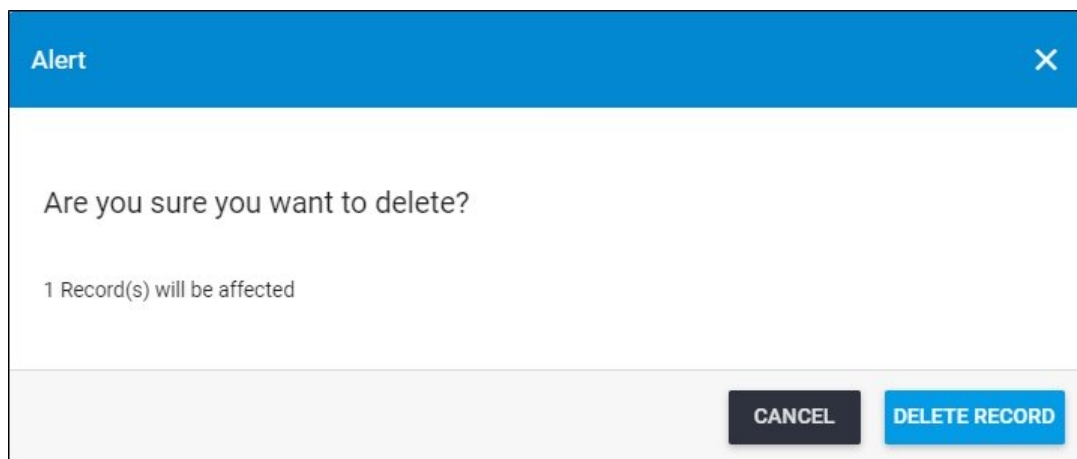 Alert
Are you sure you want to delete?
1 Record(s) will be affected
CANCEL DELETE RECORD